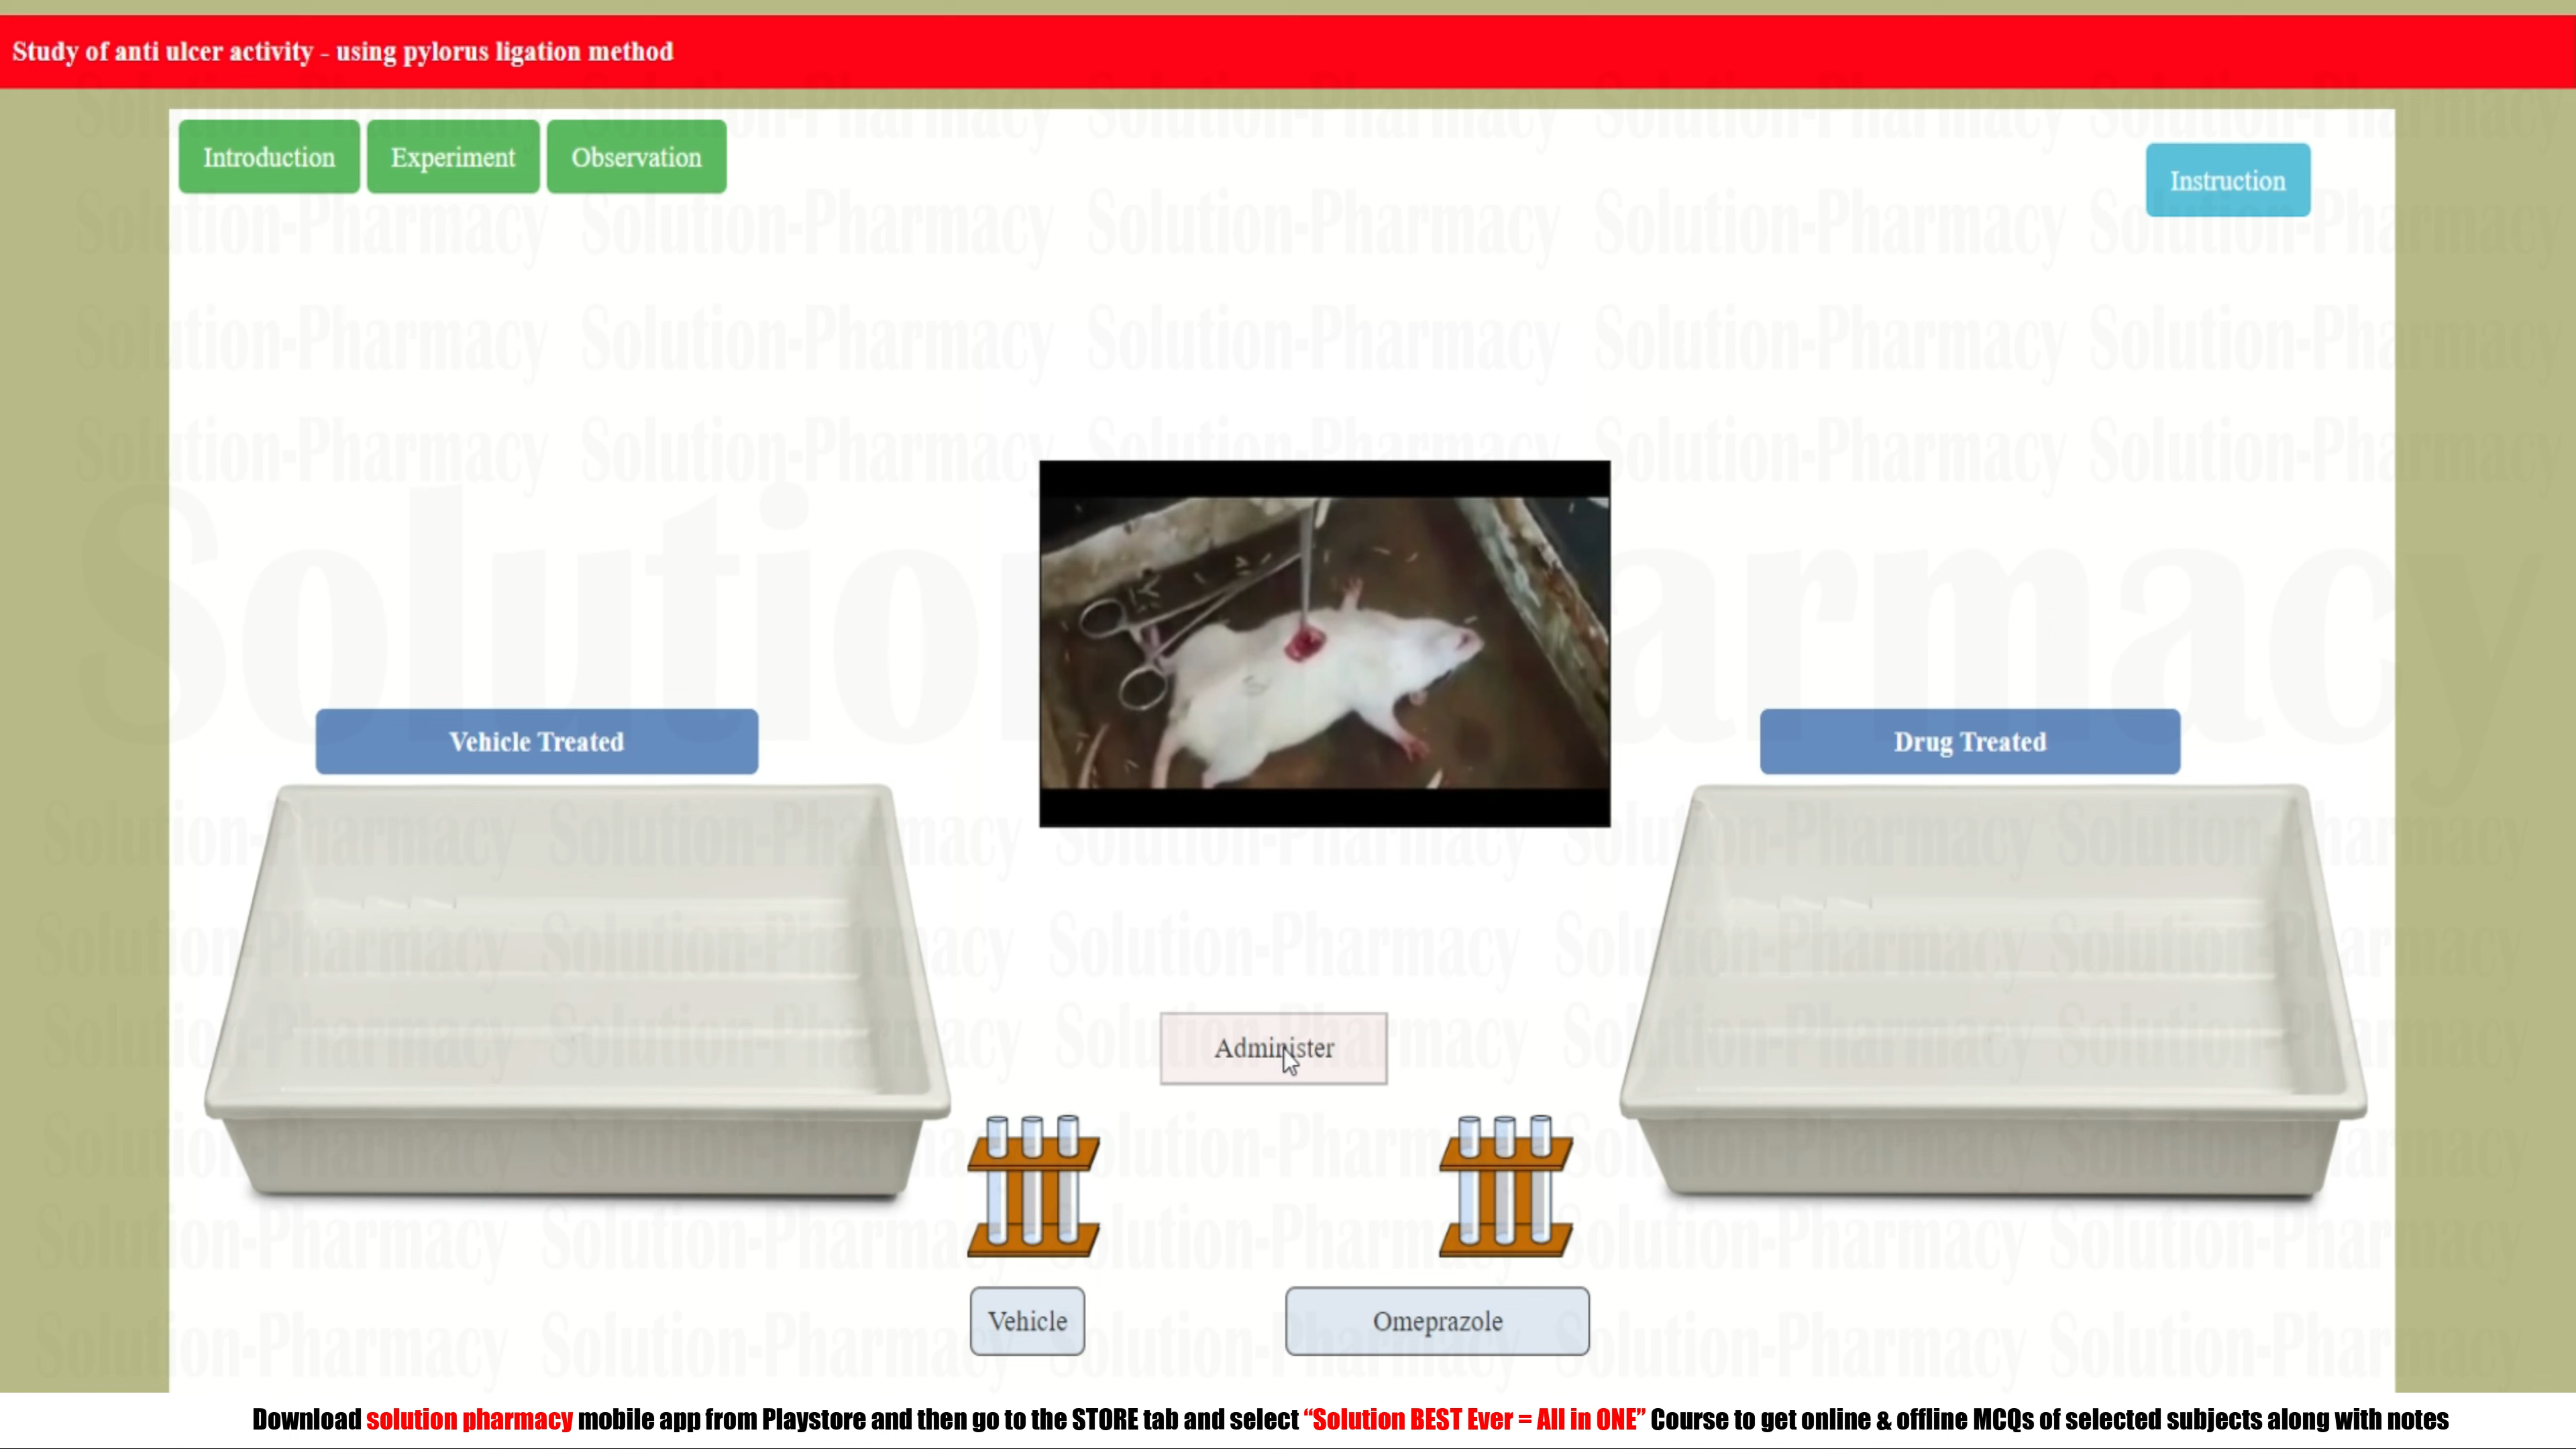 Study of anti ulcer activity - using pylorus ligation method
Introduction
Experiment
Observation
Instruction
Solution-Pharmacy
Vehicle Treated
Drug Treated
Administer
Vehicle
Omeprazole
Download solution pharmacy mobile app from Playstore and then go to the STORE tab and select “Solution BEST Ever = All in ONE” Course to get online & offline MCQs of selected subjects along with notes